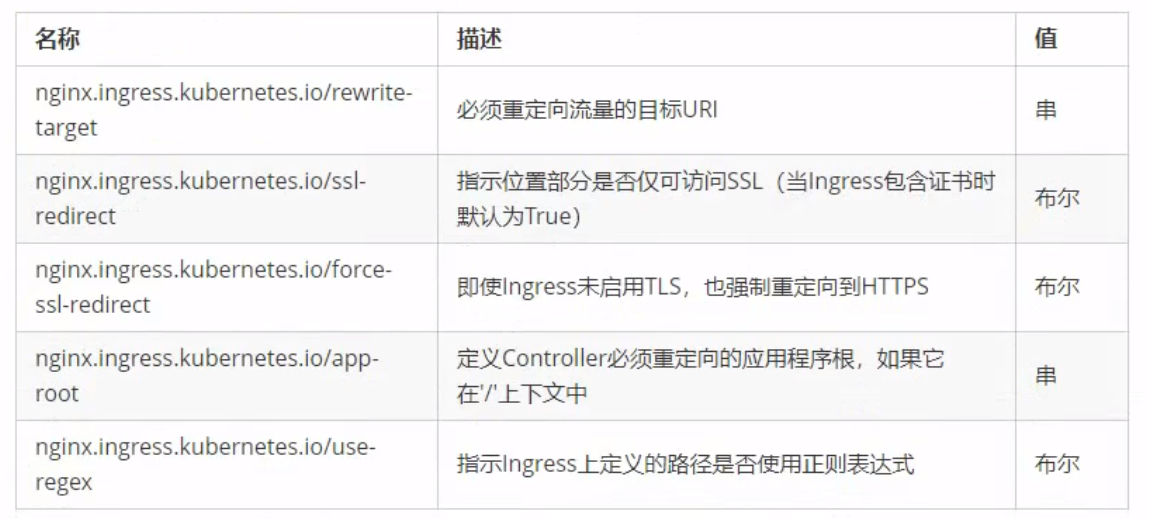 名称 描述 值
nginx.ingress.kubernetes.io/rewrite-
target
必须重定向流量的目标URI
串
nginx.ingress.kubernetes.io/ssl-
redirect
指示位置部分是否仅可访问SSL（当Ingress包含证书时
默认为True）
布尔
nginx.ingress.kubernetes.io/force-
ssl-redirect
即使Ingress未启用TLS，也强制重定向到HTTPS
布尔
nginx.ingress.kubernetes.io/app-
root
定义Controller必须重定向的应用程序根，如果它
在'/'上下文中
串
nginx.ingress.kubernetes.io/use-
regex
指示Ingress上定义的路径是否使用正则表达式
布尔